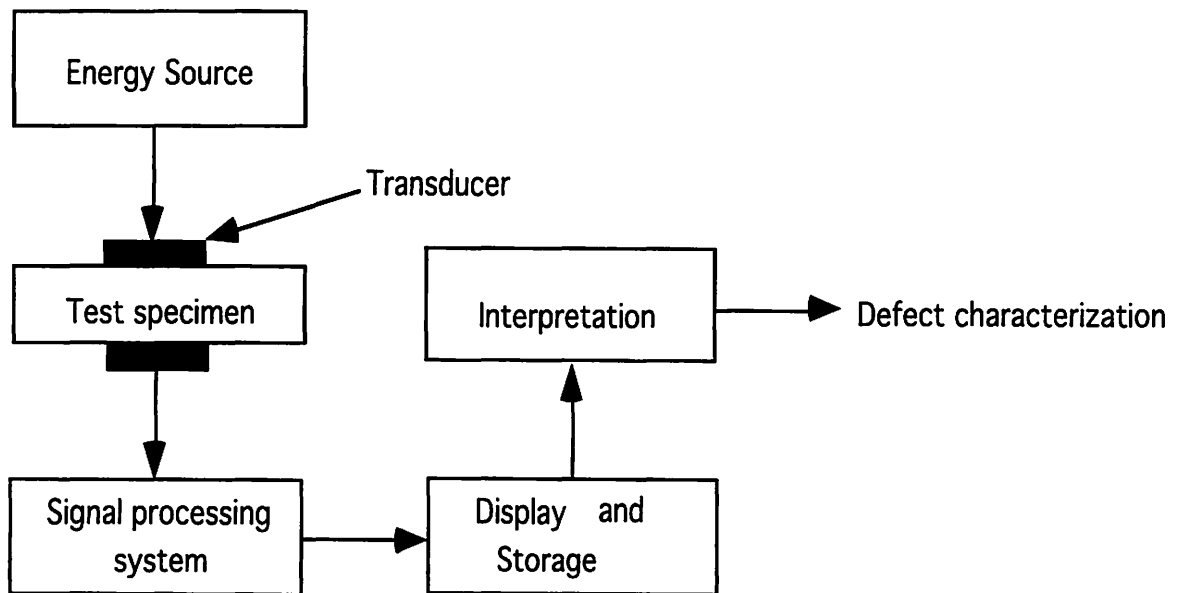 Energy Source
Transducer
Test specimen
Interpretation
Defect characterization
Signal processing
system
Display and
Storage